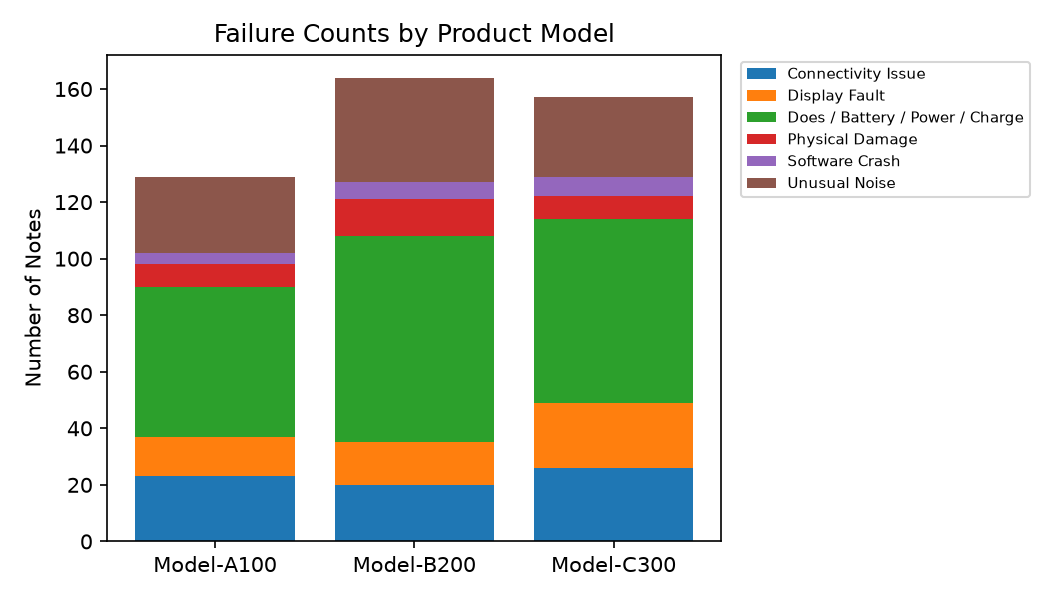 Failure Counts by Product Model
Number of Notes
160
140
120
100
80
60
40
20
0
Model-A100
Model-B200
Model-C300
Connectivity Issue
Display Fault
Does / Battery / Power / Charge
Physical Damage
Software Crash
Unusual Noise